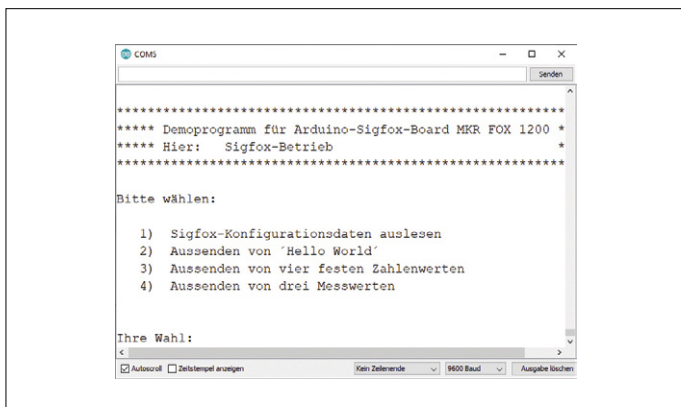 COM5
Senden
************************************************************
***** Demoprogramm für Arduino-Sigfox-Board MKR FOX 1200 *
***** Hier:   Sigfox-Betrieb                             *
************************************************************
Bitte wählen:
1)  Sigfox-Konfigurationsdaten auslesen
2)  Aussenden von ´Hello World´
3)  Aussenden von vier festen Zahlenwerten
4)  Aussenden von drei Messwerten
Ihre Wahl:
Autoscroll Zeitstempel anzeigen Kein Zeilenende 9600 Baud Ausgabe löschen